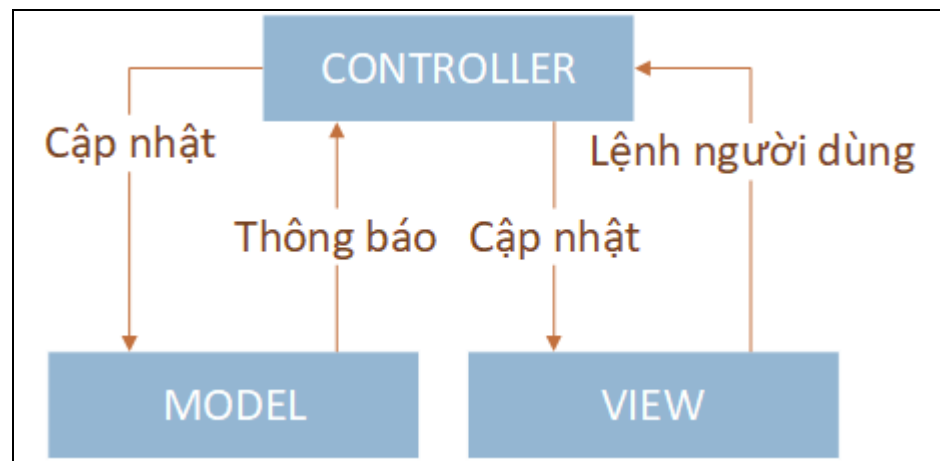 CONTROLLER
Cập nhật
Lệnh người dùng
Thông báo
Cập nhật
MODEL
VIEW